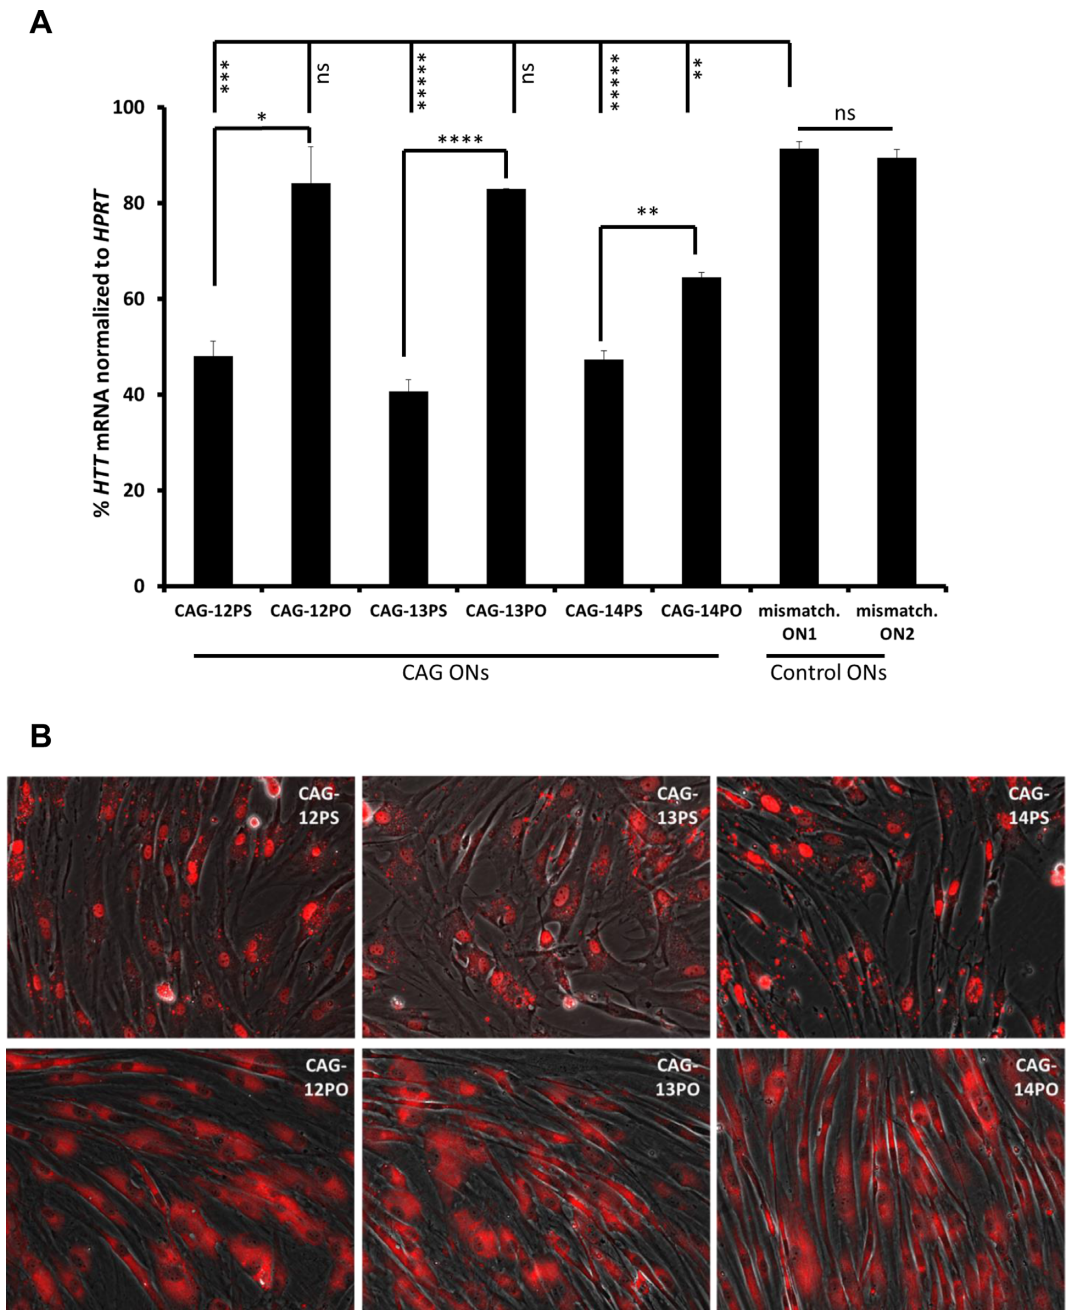 A
*** ns ***** ns ***** **
* **** ** ns
100
80
60
40
20
0
% HTT mRNA normalized to HPRT
CAG-12PS CAG-12PO CAG-13PS CAG-13PO CAG-14PS CAG-14PO mismatch. mismatch.
ON1 ON2
CAG ONs Control ONs
B
CAG-
12PS
CAG-
13PS
CAG-
14PS
CAG-
12PO
CAG-
13PO
CAG-
14PO